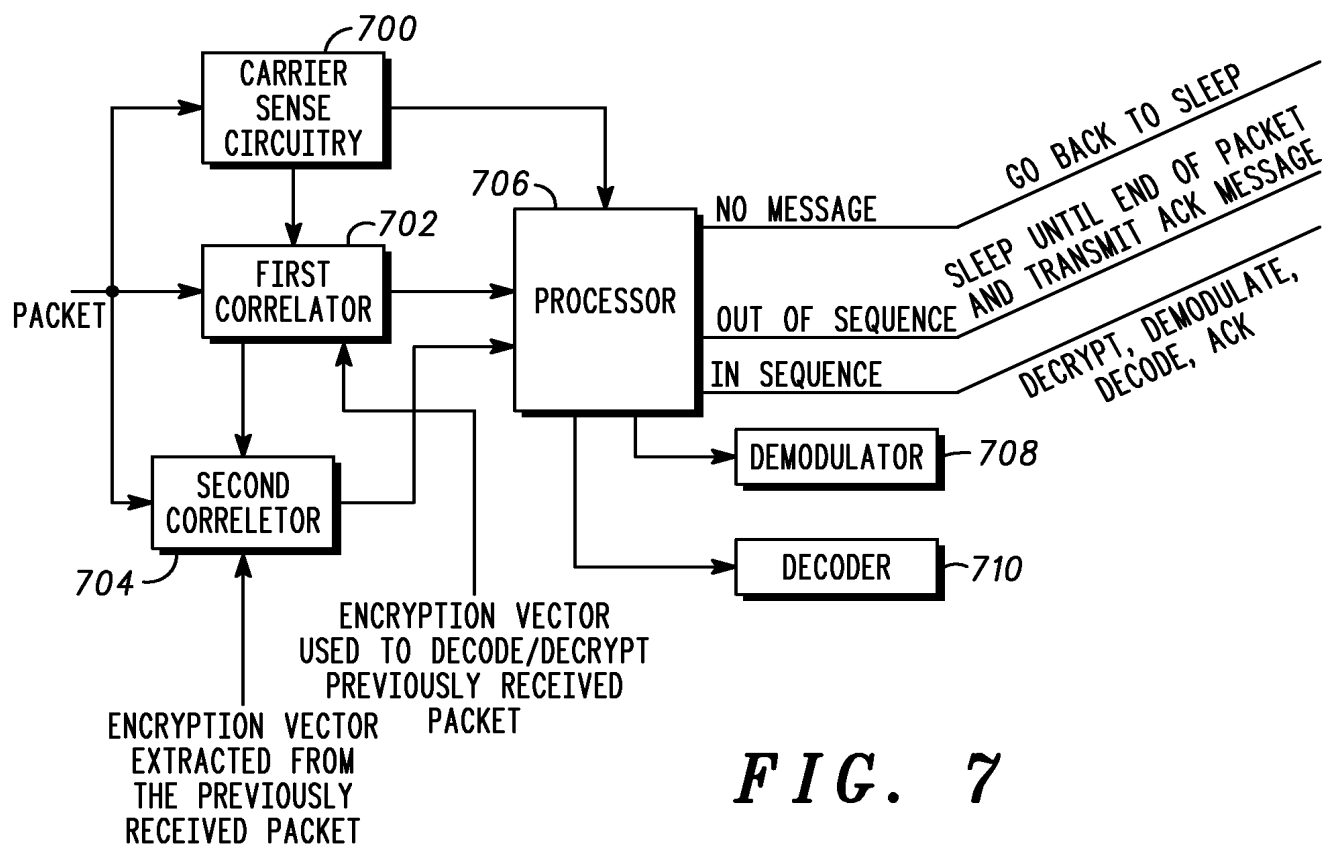 700
CARRIER
SENSE
CIRCUITRY
GO BACK TO SLEEP
706
NO MESSAGE
SLEEP UNTIL END OF PACKET
AND TRANSMIT ACK MESSAGE
702
FIRST
CORRELATOR
PACKET
PROCESSOR
OUT OF SEQUENCE
IN SEQUENCE
DECRYPT, DEMODULATE,
DECODE, ACK
SECOND
CORRELETOR
704
DEMODULATOR
708
DECODER
710
ENCRYPTION VECTOR
USED TO DECODE/DECRYPT
PREVIOUSLY RECEIVED
PACKET
ENCRYPTION VECTOR
EXTRACTED FROM
THE PREVIOUSLY
RECEIVED PACKET
FIG. 7